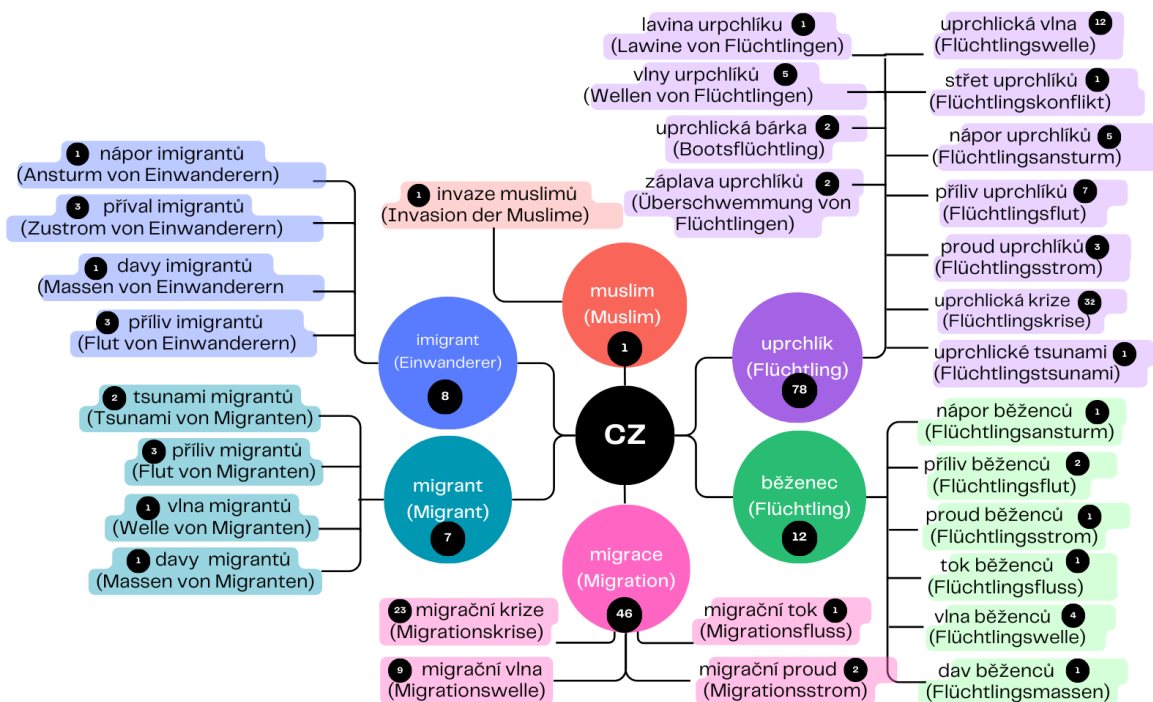 1 nápor imigrantů
(Ansturm von Einwanderern)
3 příval imigrantů
(Zustrom von Einwanderern)
1 davy imigrantů
(Massen von Einwanderern
3 příliv imigrantů
(Flut von Einwanderern)
imigrant
(Einwanderer)
8
2 tsunami migrantů
(Tsunami von Migranten)
3 příliv migrantů
(Flut von Migranten)
1 vlna migrantů
(Welle von Migranten)
1 davy migrantů
(Massen von Migranten)
migrant
(Migrant)
7
1 invaze muslimů
(Invasion der Muslime)
muslim
(Muslim)
1
CZ
migrace
(Migration)
46
23 migrační krize
(Migrationskrise)
9 migrační vlna
(Migrationswelle)
migrační tok 1
(Migrationsfluss)
migrační proud 2
(Migrationsstrom)
lavina urpchlíku 1
(Lawine von Flüchtlingen)
vlny urpchlíků 5
(Wellen von Flüchtlingen)
uprchlická bárka 2
(Bootsflüchtling)
záplava uprchlíků 2
(Überschwemmung von
Flüchtlingen)
uprchlík
(Flüchtling)
78
uprchlická vlna 12
(Flüchtlingswelle)
střet uprchlíků 1
(Flüchtlingskonflikt)
nápor uprchlíků 5
(Flüchtlingsansturm)
příliv uprchlíků 7
(Flüchtlingsflut)
proud uprchlíků 3
(Flüchtlingsstrom)
uprchlická krize
(Flüchtlingskrise)
uprchlické tsunami 1
(Flüchtlingstsunami)
běženec
(Flüchtling)
12
nápor běženců 1
(Flüchtlingsansturm)
příliv běženců 2
(Flüchtlingsflut)
proud běženců 1
(Flüchtlingsstrom)
tok běženců 1
(Flüchtlingsfluss)
vlna běženců 4
(Flüchtlingswelle)
dav běženců 1
(Flüchtlingsmassen)